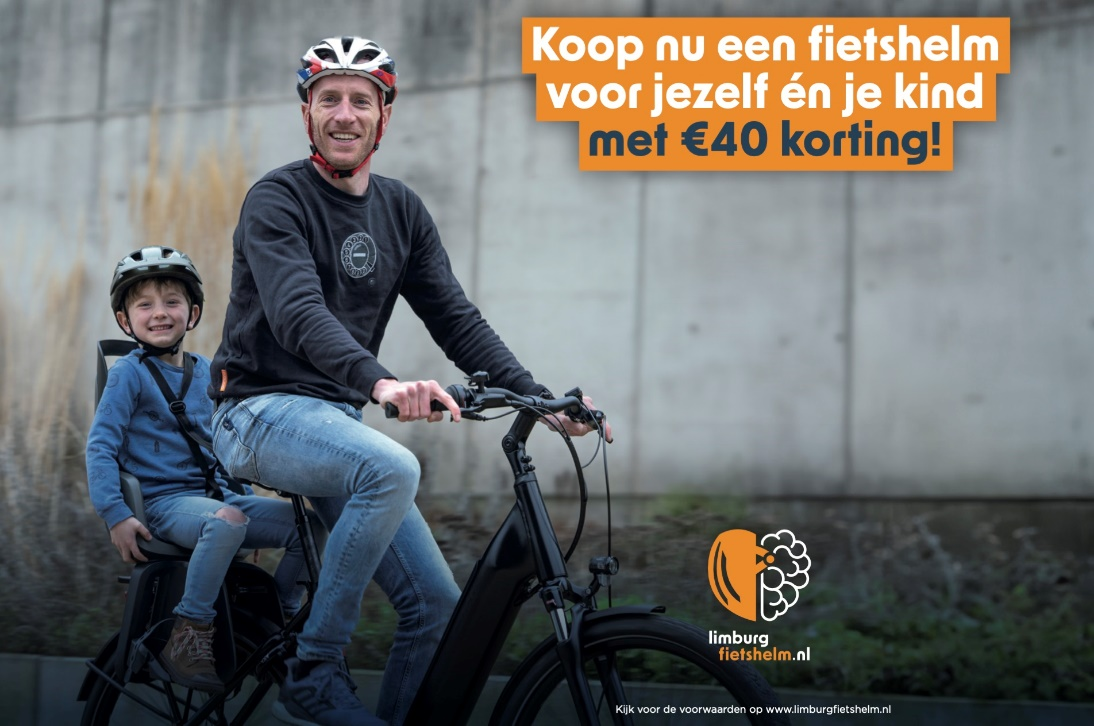 Koop nu een fietshelm
voor jezelf én je kind
met €40 korting!
limburg
fietshelm.nl
Kijk voor de voorwaarden op www.limburgfietshelm.nl